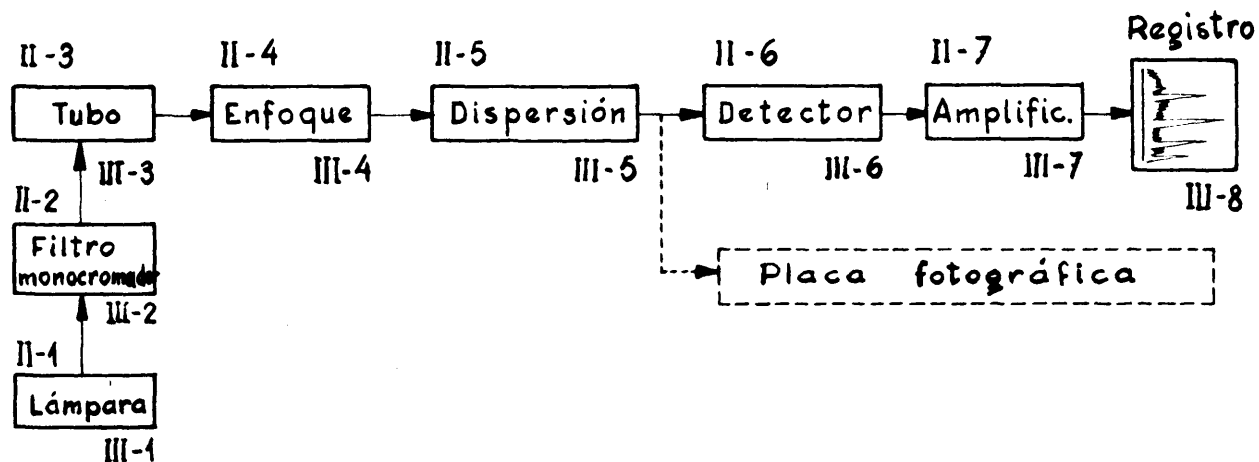 Registro
II-3
II-4
II-5
II-6
II-7
Tubo
Enfoque
Dispersión
Detector
Amplific.
III-3
III-4
III-5
III-6
III-7
III-8
II-2
Filtro
monocromador
III-2
Placa fotográfica
II-1
Lámpara
III-1